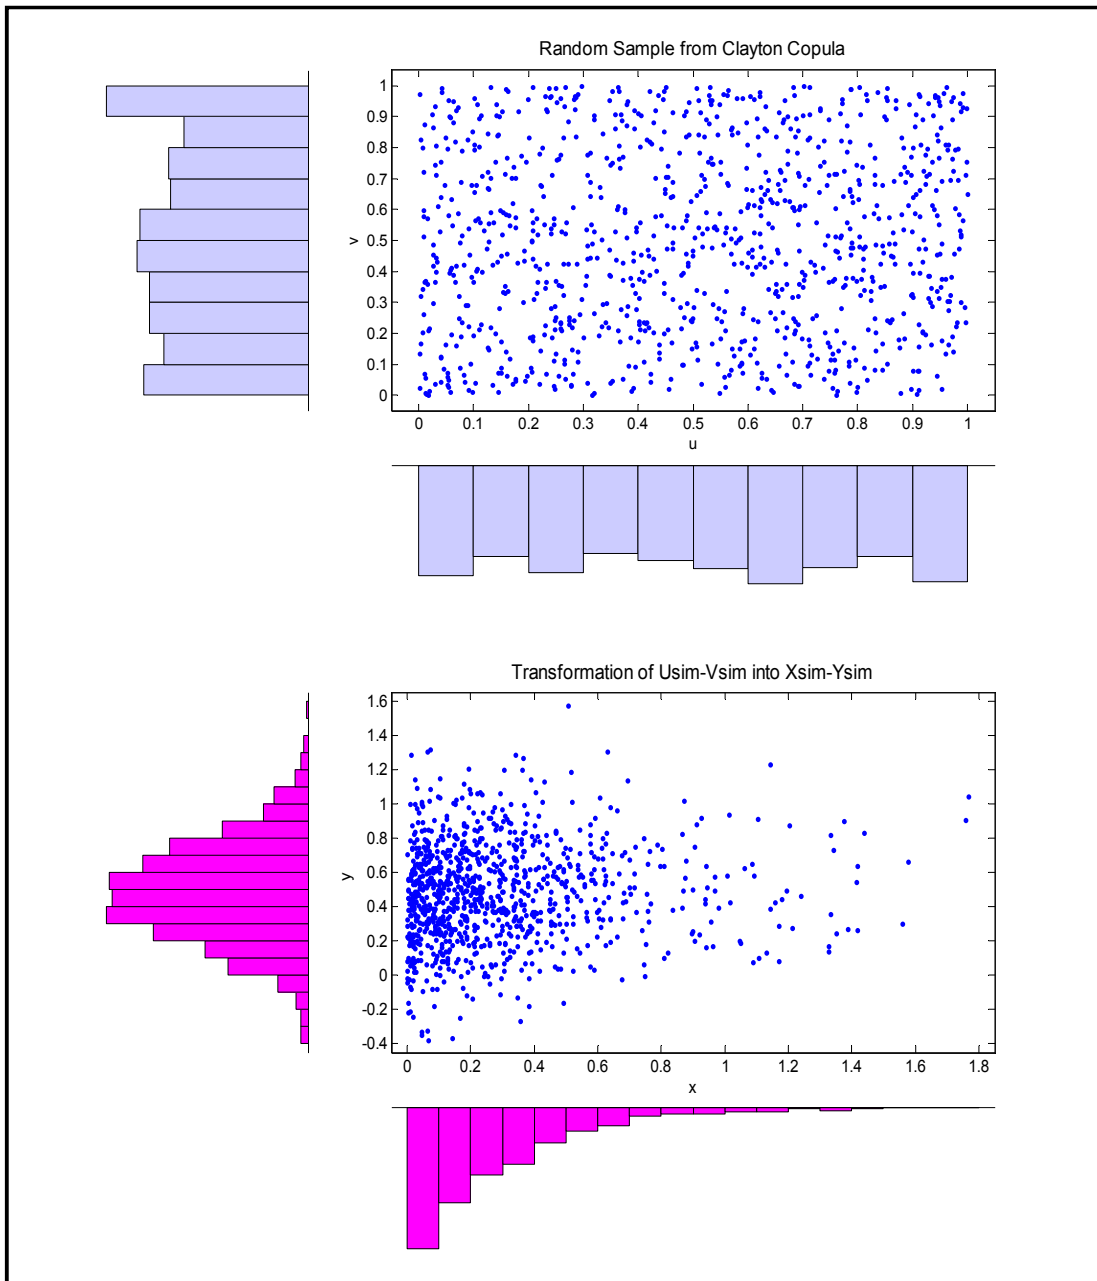 Random Sample from Clayton Copula
1
0.9
0.8
0.7
0.6
0.5
0.4
0.3
0.2
0.1
0
v
0 0.1 0.2 0.3 0.4 0.5 0.6 0.7 0.8 0.9 1
u
Transformation of Usim-Vsim into Xsim-Ysim
1.6
1.4
1.2
1
0.8
0.6
0.4
0.2
0
-0.2
-0.4
y
0 0.2 0.4 0.6 0.8 1 1.2 1.4 1.6 1.8
x